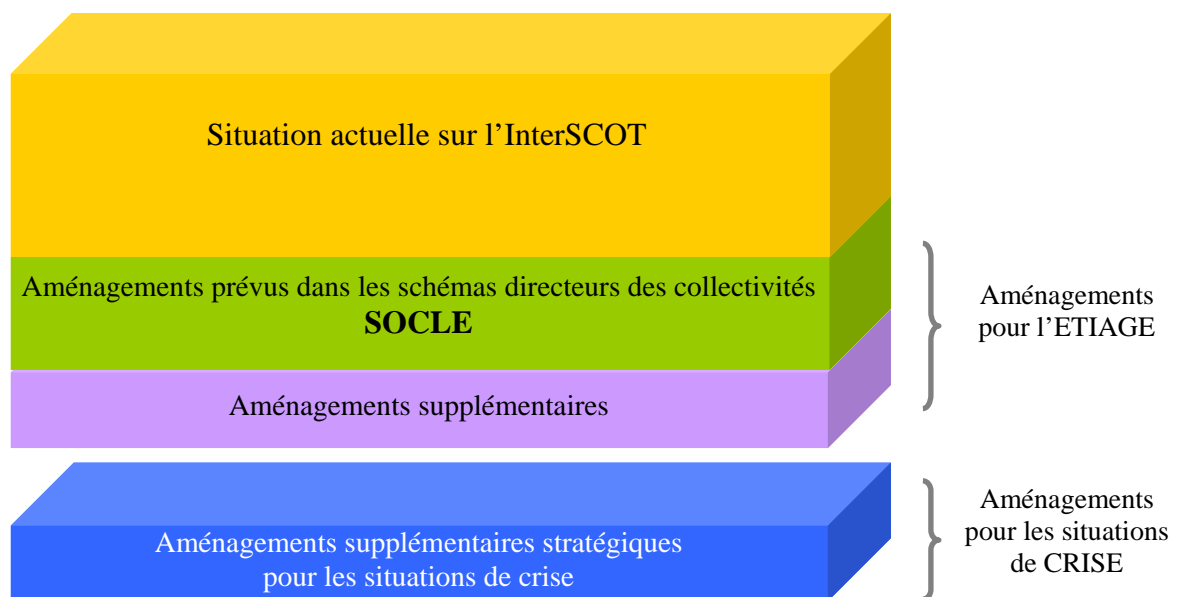 Situation actuelle sur l’InterSCOT
Aménagements prévus dans les schémas directeurs des collectivités
SOCLE
Aménagements supplémentaires
Aménagements
pour l’ETIAGE
Aménagements supplémentaires stratégiques
pour les situations de crise
Aménagements
pour les situations
de CRISE